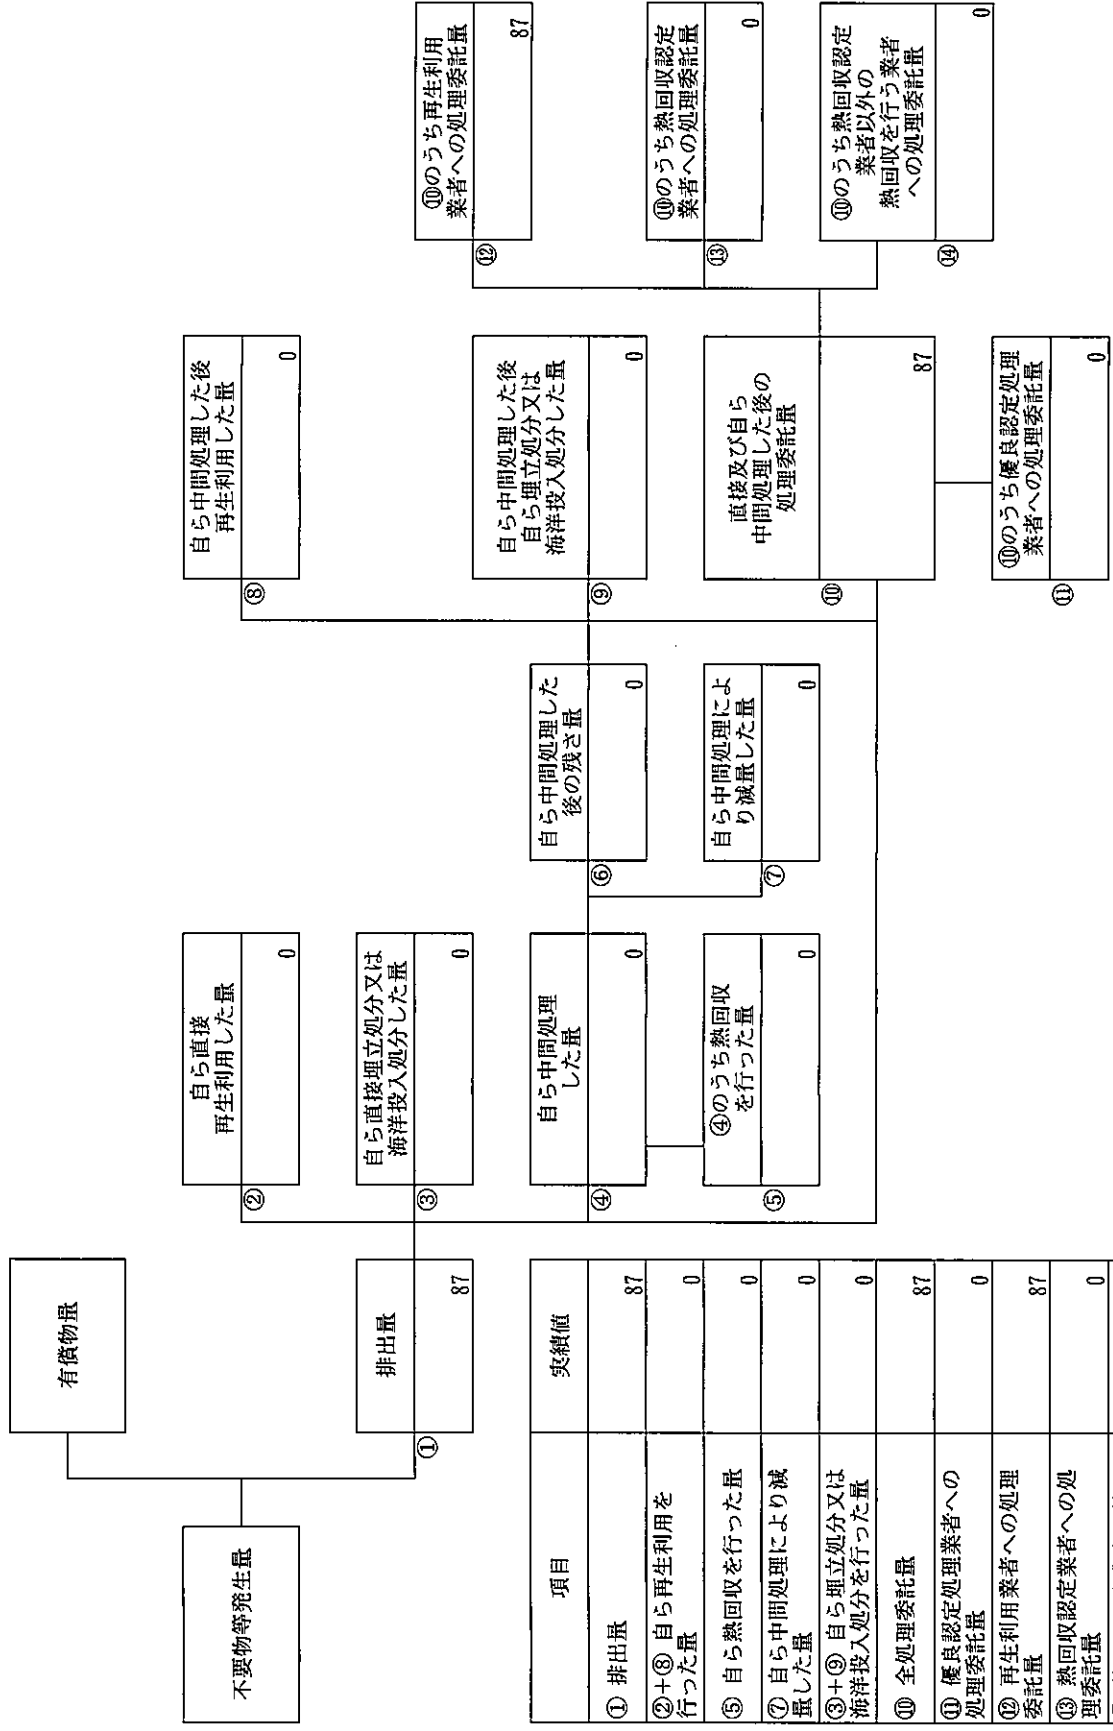 不要物等発生量
有償物量
①
排出量
87
②
自ら直接
再生利用した量
0
③
自ら直接埋立処分又は
海洋投入処分した量
0
④
自ら中間処理
した量
0
⑤
④のうち熱回収
を行った量
0
⑥
自ら中間処理した
後の残さ量
0
⑦
自ら中間処理によ
り減量した量
0
⑧
自ら中間処理した後
再生利用した量
0
⑨
自ら中間処理した後
自ら埋立処分又は
海洋投入処分した量
0
⑩
直接及び自ら
中間処理した後の
処理委託量
87
⑪
⑩のうち優良認定処理
業者への処理委託量
0
⑫
⑩のうち再生利用
業者への処理委託量
87
⑬
⑩のうち熱回収認定
業者への処理委託量
0
⑭
⑩のうち熱回収認定
業者以外の
熱回収を行う業者
への処理委託量
0
項目 実績値
① 排出量 87
②+⑧ 自ら再生利用を
行った量 0
⑤ 自ら熱回収を行った量 0
⑦ 自ら中間処理により減
量した量 0
③+⑨ 自ら埋立処分又は
海洋投入処分を行った量 0
⑩ 全処理委託量 87
⑪ 優良認定処理業者への
処理委託量 0
⑫ 再生利用業者への処理
委託量 87
⑬ 熱回収認定業者への処
理委託量 0